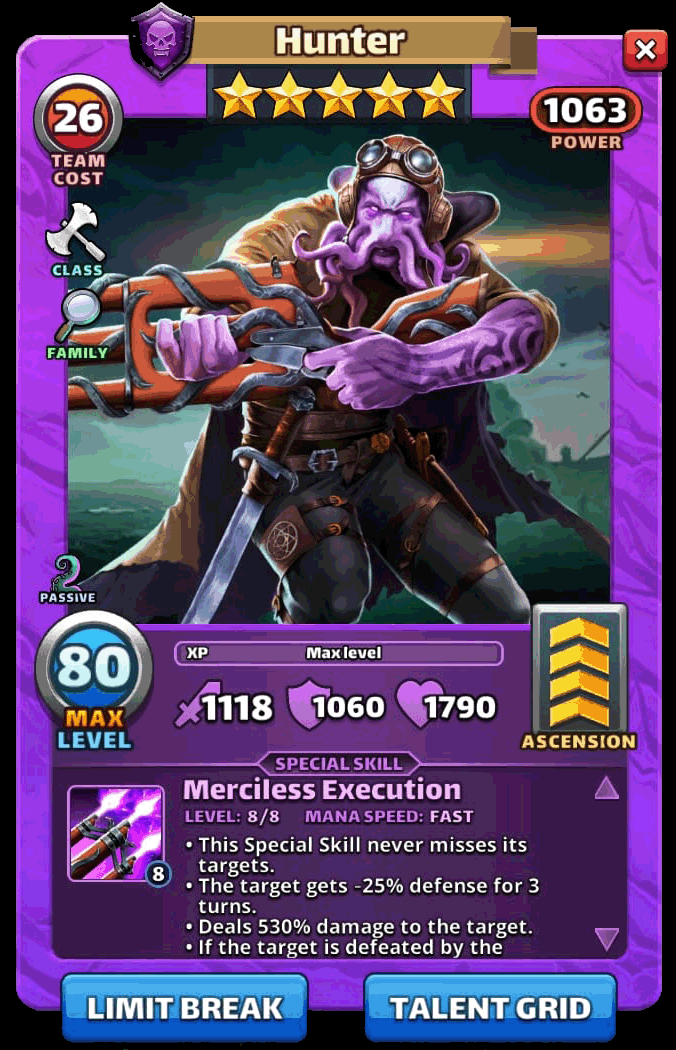 Hunter
26
TEAM
COST
1063
POWER
CLASS
FAMILY
PASSIVE
80
MAX
LEVEL
XP Max level
1118 1060 1790
ASCENSION
SPECIAL SKILL
Merciless Execution
LEVEL: 8/8 MANA SPEED: FAST
8
• This Special Skill never misses its
targets.
• The target gets -25% defense for 3
turns.
• Deals 530% damage to the target.
• If the target is defeated by the
LIMIT BREAK
TALENT GRID